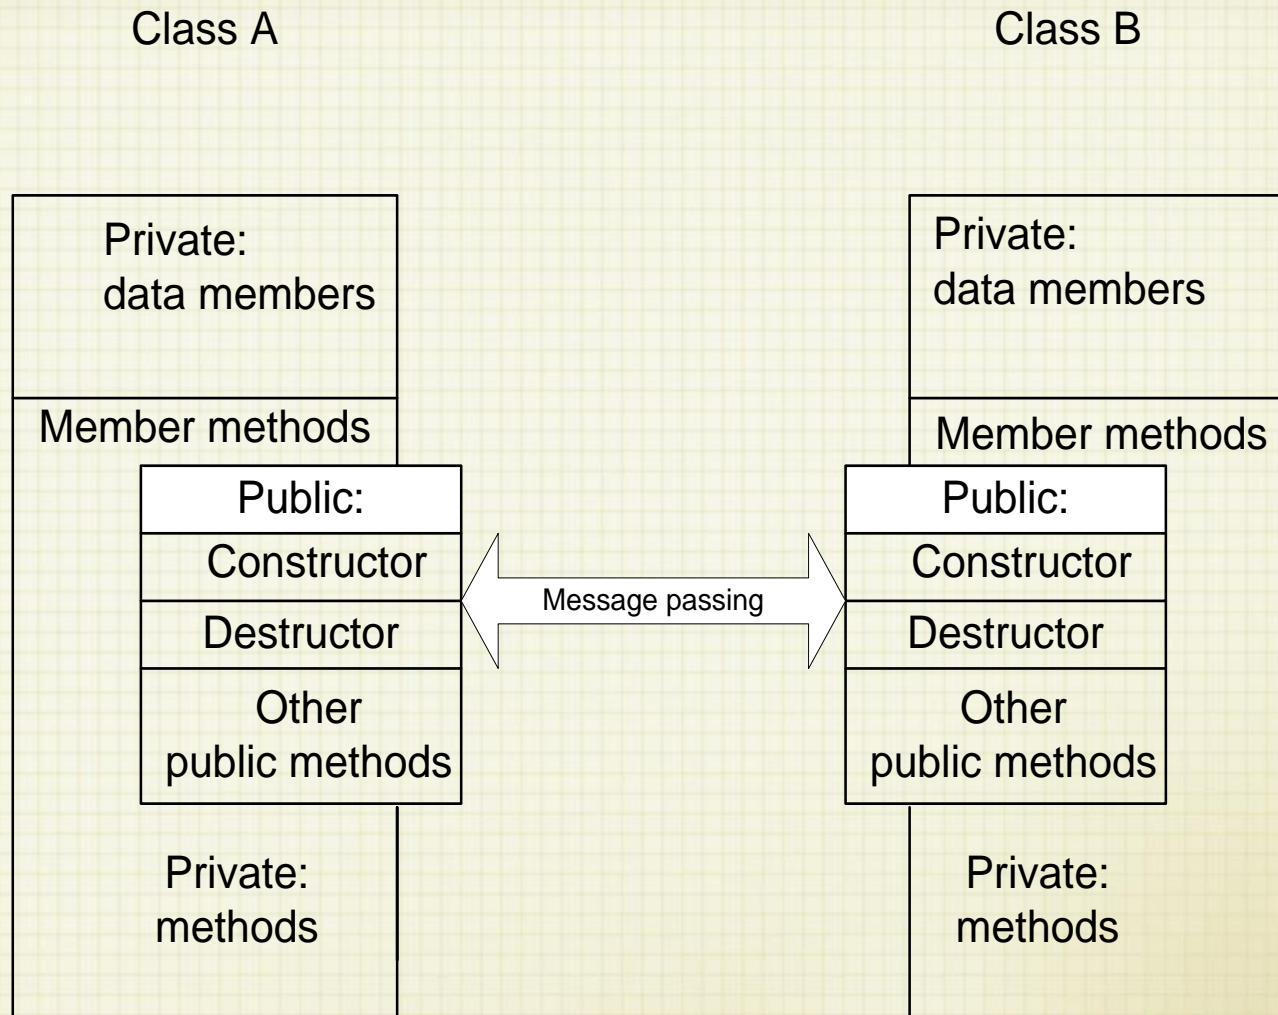 Class A
Class B
Private:
data members
Private:
data members
Member methods
Member methods
Public:
Constructor
Destructor
Other
public methods
Message passing
Public:
Constructor
Destructor
Other
public methods
Private:
methods
Private:
methods